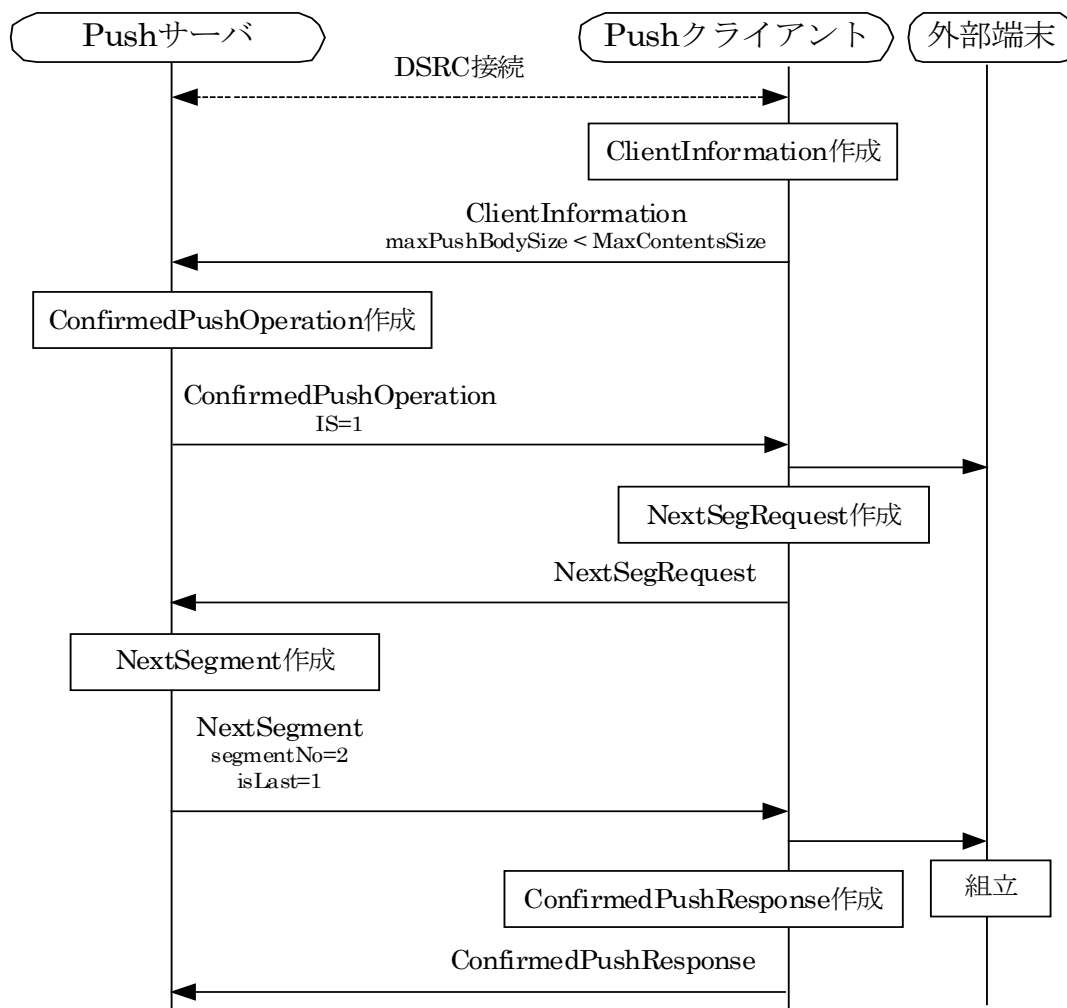 Pushサーバ
Pushクライアント
外部端末
DSRC接続
ClientInformation作成
ClientInformation
maxPushBodySize < MaxContentsSize
ConfirmedPushOperation作成
ConfirmedPushOperation
IS=1
NextSegRequest作成
NextSegRequest
NextSegment作成
NextSegment
segmentNo=2
isLast=1
ConfirmedPushResponse作成
組立
ConfirmedPushResponse